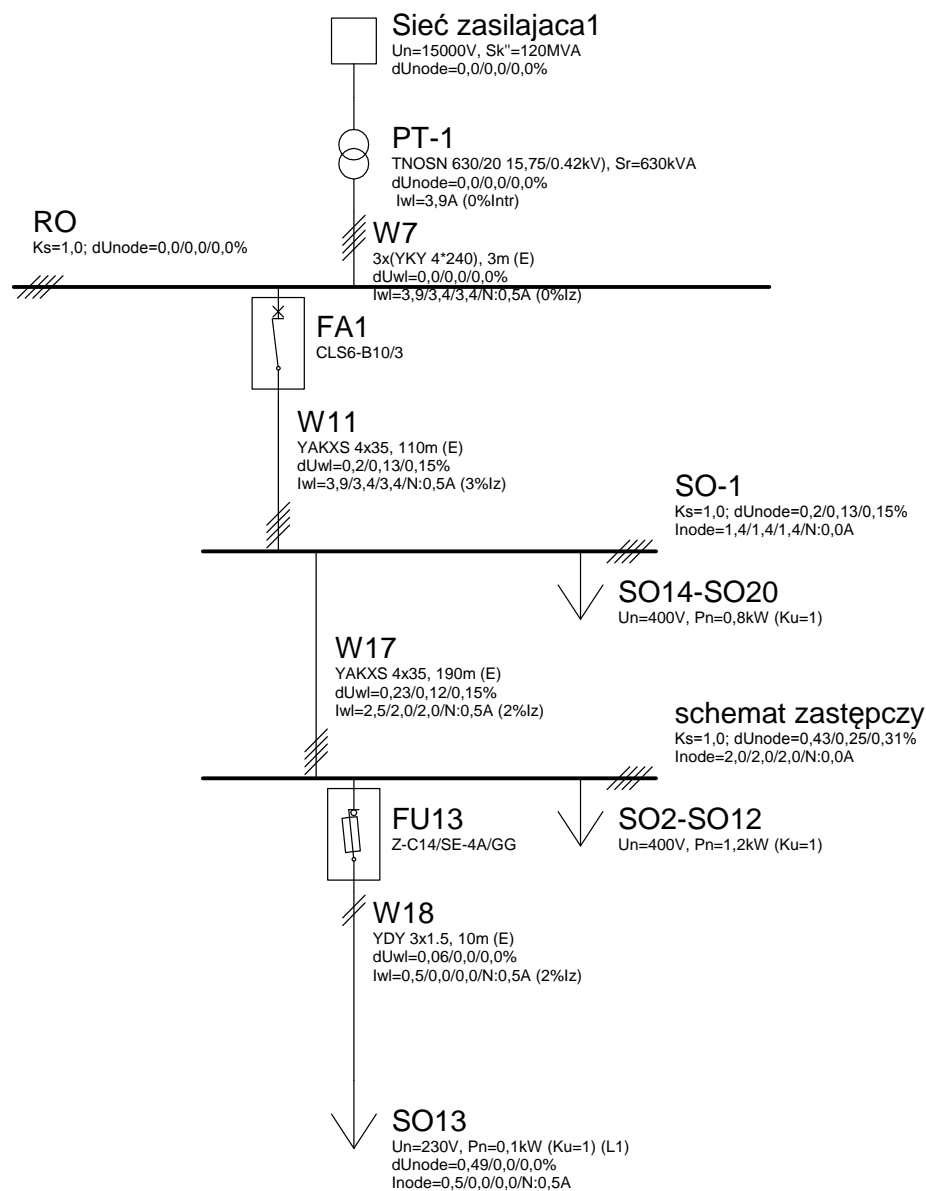 Sieć zasilajaca1
Un=15000V, Sk"=120MVA
dUnode=0,0/0,0/0,0%
PT-1
TNOSN 630/20 15,75/0.42kV), Sr=630kVA
dUnode=0,0/0,0/0,0%
Iwl=3,9A (0%Intr)
RO
Ks=1,0; dUnode=0,0/0,0/0,0%
W7
3x(YKY 4*240), 3m (E)
dUwl=0,0/0,0/0,0%
Iwl=3,9/3,4/3,4/N:0,5A (0%Iz)
FA1
CLS6-B10/3
W11
YAKXS 4x35, 110m (E)
dUwl=0,2/0,13/0,15%
Iwl=3,9/3,4/3,4/N:0,5A (3%Iz)
SO-1
Ks=1,0; dUnode=0,2/0,13/0,15%
Inode=1,4/1,4/1,4/N:0,0A
SO14-SO20
Un=400V, Pn=0,8kW (Ku=1)
W17
YAKXS 4x35, 190m (E)
dUwl=0,23/0,12/0,15%
Iwl=2,5/2,0/2,0/N:0,5A (2%Iz)
schemat zastępczy
Ks=1,0; dUnode=0,43/0,25/0,31%
Inode=2,0/2,0/2,0/N:0,0A
FU13
Z-C14/SE-4A/GG
SO2-SO12
Un=400V, Pn=1,2kW (Ku=1)
W18
YDY 3x1.5, 10m (E)
dUwl=0,06/0,0/0,0%
Iwl=0,5/0,0/0,0/N:0,5A (2%Iz)
SO13
Un=230V, Pn=0,1kW (Ku=1) (L1)
dUnode=0,49/0,0/0,0%
Inode=0,5/0,0/0,0/N:0,5A